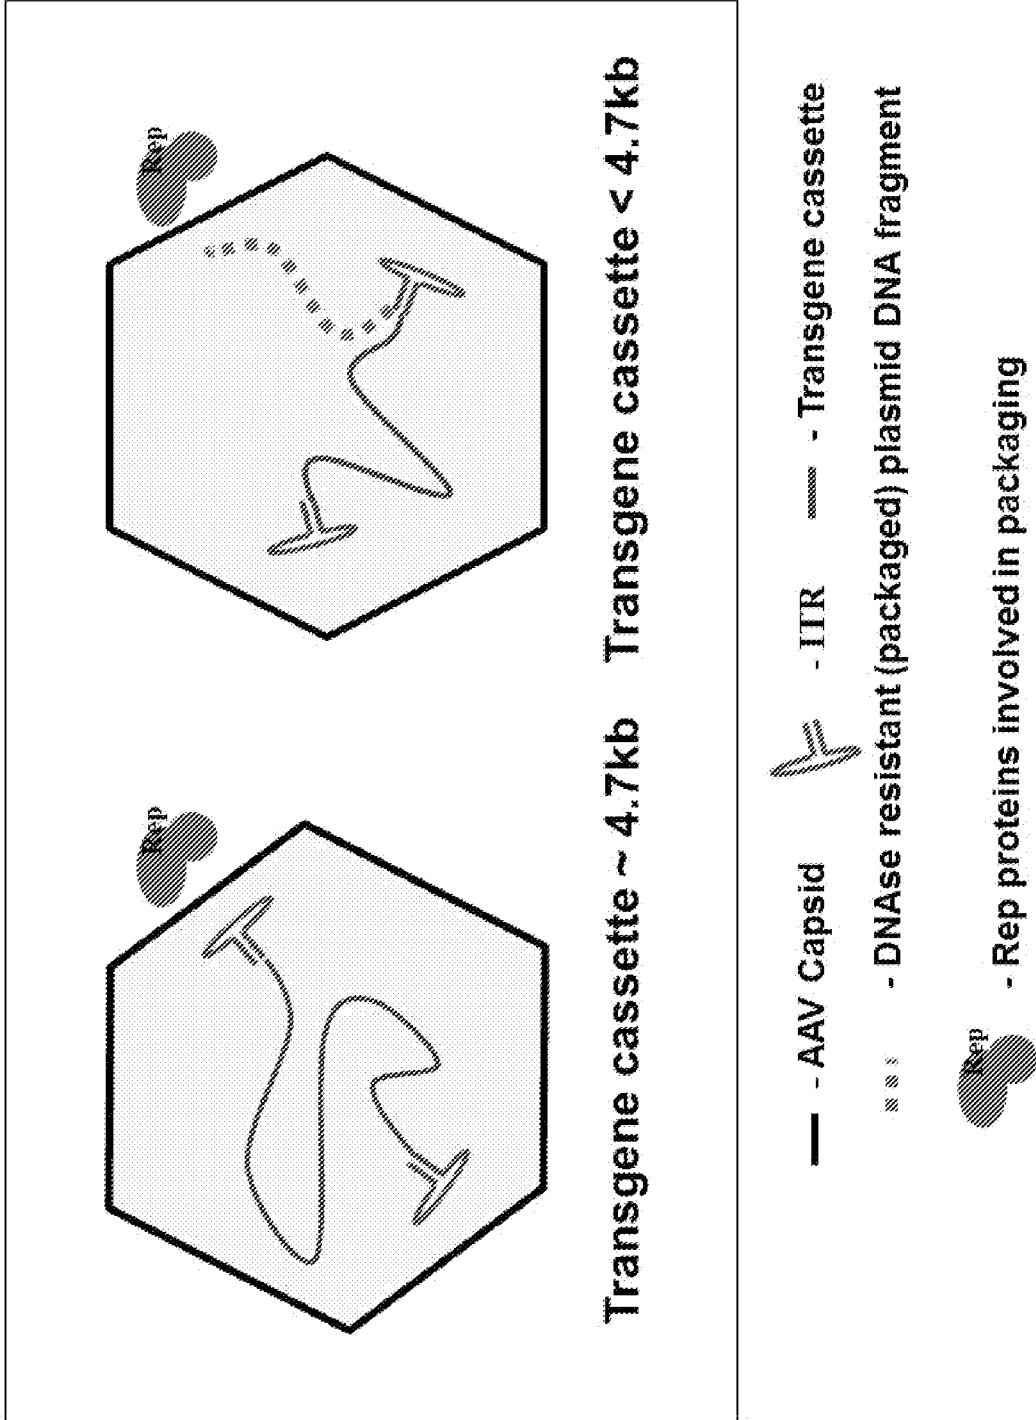 Rep
Rep
Transgene cassette ~ 4.7kb
Transgene cassette < 4.7kb
- AAV Capsid
- ITR
- Transgene cassette
- DNAse resistant (packaged) plasmid DNA fragment
Rep
- Rep proteins involved in packaging